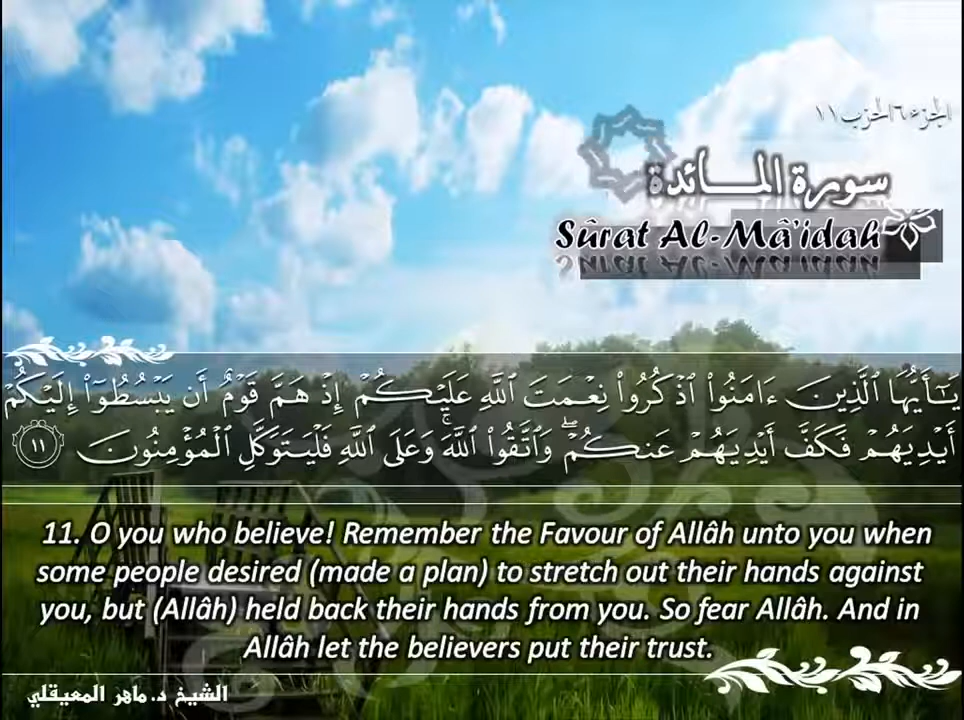 الجزء ٦ الحزب ١١
سورة المائدة
Sûrat Al-Mâ'idah
يَـٰٓأَيُّهَا ٱلَّذِينَ ءَامَنُوا۟ ٱذْكُرُوا۟ نِعْمَتَ ٱللَّهِ عَلَيْكُمْ إِذْ هَمَّ قَوْمٌ أَن يَبْسُطُوٓا۟ إِلَيْكُمْ
أَيْدِيَهُمْ فَكَفَّ أَيْدِيَهُمْ عَنكُمْ ۖ وَٱتَّقُوا۟ ٱللَّهَ ۚ وَعَلَى ٱللَّهِ فَلْيَتَوَكَّلِ ٱلْمُؤْمِنُونَ ١١
11. O you who believe! Remember the Favour of Allâh unto you when
some people desired (made a plan) to stretch out their hands against
you, but (Allâh) held back their hands from you. So fear Allâh. And in
Allâh let the believers put their trust.
الشيخ د. ماهر المعيقلي